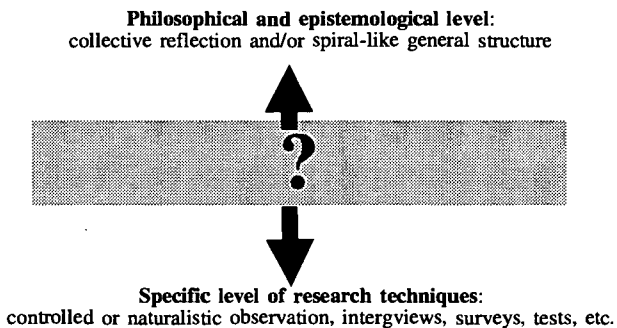 Philosophical and epistemological level:
collective reflection and/or spiral-like general structure
?
Specific level of research techniques:
controlled or naturalistic observation, intergviews, surveys, tests, etc.